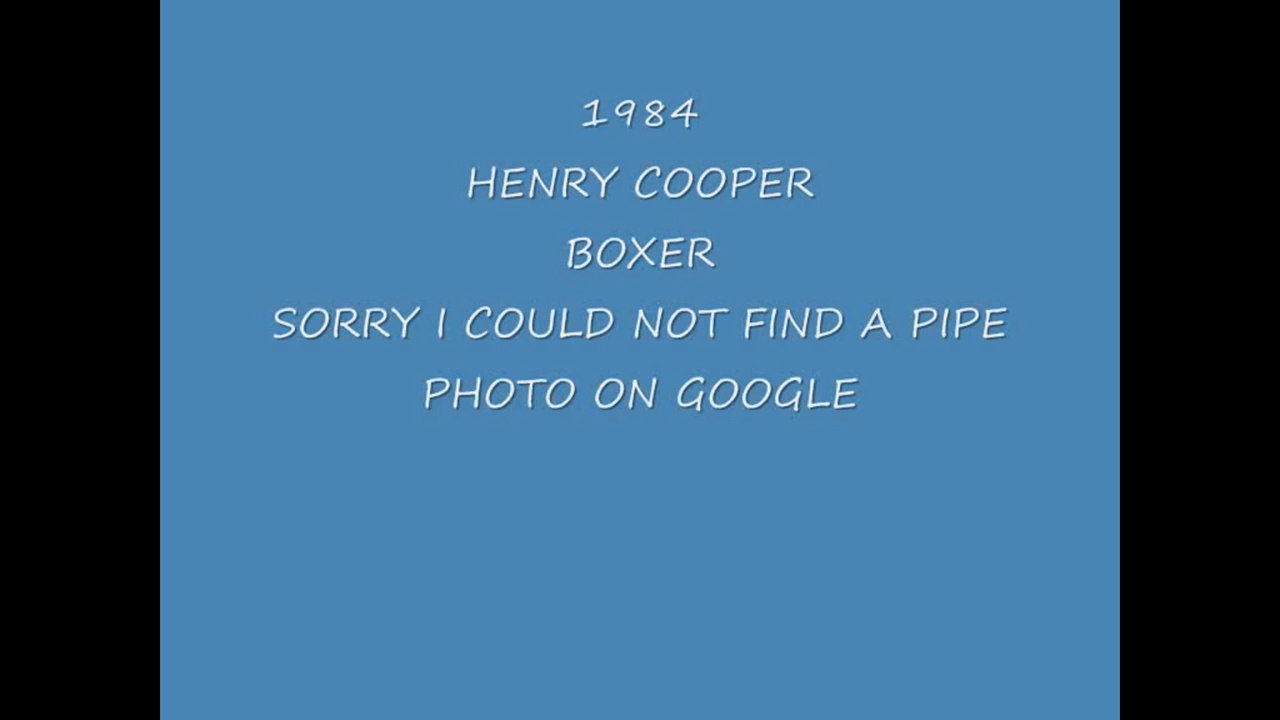 1984
HENRY COOPER
BOXER
SORRY I COULD NOT FIND A PIPE
PHOTO ON GOOGLE